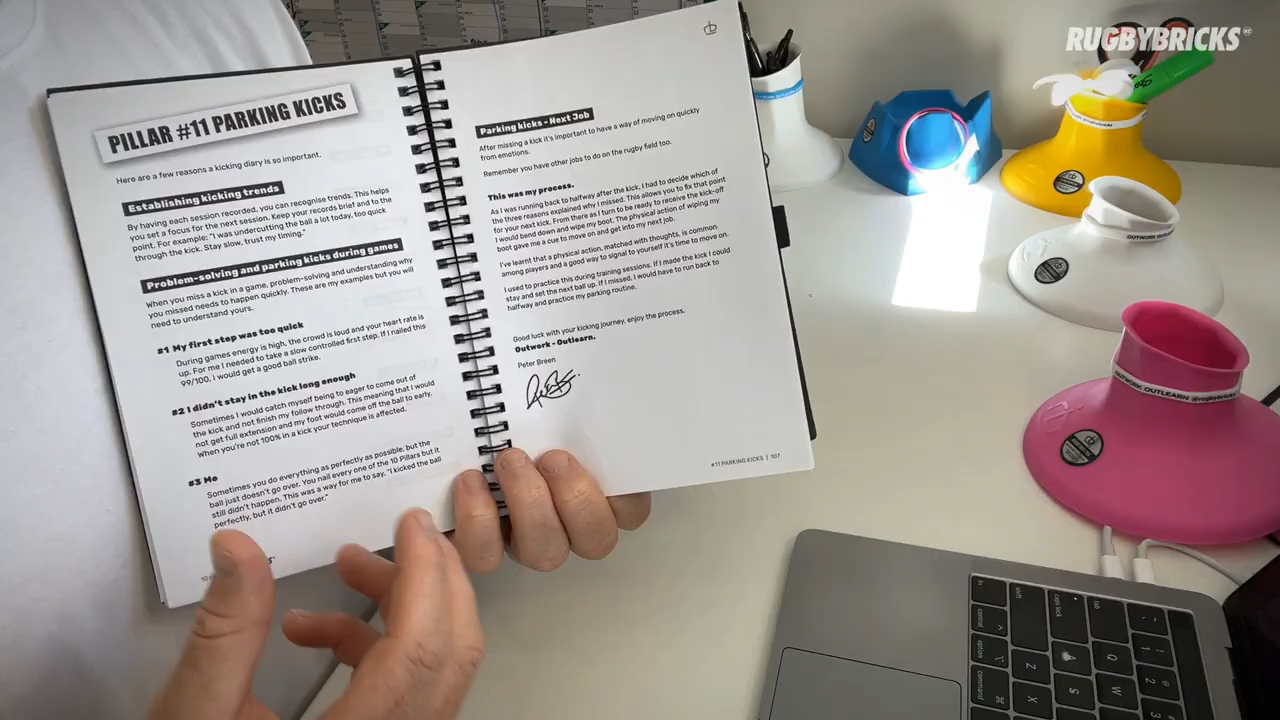 RUGBYBRICKS
PILLAR #11 PARKING KICKS
Here are a few reasons a kicking diary is so important.
Establishing kicking trends
By having each session recorded, you can recognise trends. This helps
you set a focus for the next session. Keep your records brief and to the
point. For example: "I was undercutting the ball a lot today, too quick
through the kick. Stay slow, trust my timing."
Problem-solving and parking kicks during games
When you miss a kick in a game, problem-solving and understanding why
you missed needs to happen quickly. These are my examples but you will
need to understand yours.
#1 My first step was too quick
During games energy is high, the crowd is loud and your heart rate is
up. For me I needed to take a slow controlled first step. If I nailed this
99/100, I would get a good ball strike.
#2 I didn't stay in the kick long enough
Sometimes I would catch myself being to eager to come out of
the kick and not finish my follow through. This meaning that I would
not get full extension and my foot would come off the ball to early.
When you're not 100% in a kick your technique is affected.
#3 Me
Sometimes you do everything as perfectly as possible, but the
ball just doesn't go over. You nail every one of the 10 Pillars but it
still didn't happen. This was a way for me to say, "I kicked the ball
perfectly, but it didn't go over."
Parking kicks - Next Job
After missing a kick it's important to have a way of moving on quickly
from emotions.
Remember you have other jobs to do on the rugby field too.
This was my process.
As I was running back to halfway after the kick, I had to decide which of
the three reasons explained why I missed. This allows you to fix that point
for your next kick. From there as I turn to be ready to receive the kick-off
I would bend down and wipe my boot. The physical action of wiping my
boot gave me a cue to move on and get into my next job.
I've learnt that a physical action, matched with thoughts, is common
among players and a good way to signal to yourself it's time to move on.
I used to practice this during training sessions. If I made the kick I could
stay and set the next ball up. If I missed, I would have to run back to
halfway and practice my parking routine.
Good luck with your kicking journey, enjoy the process.
Outwork - Outlearn.
Peter Breen
#11 PARKING KICKS | 107
OUTWORK OUTLEARN
OUTWORK OUTLEARN @rugbybricks
fn
shift
caps lock
tab
control
option
command
Z
X
A
S
Q
W
1
2